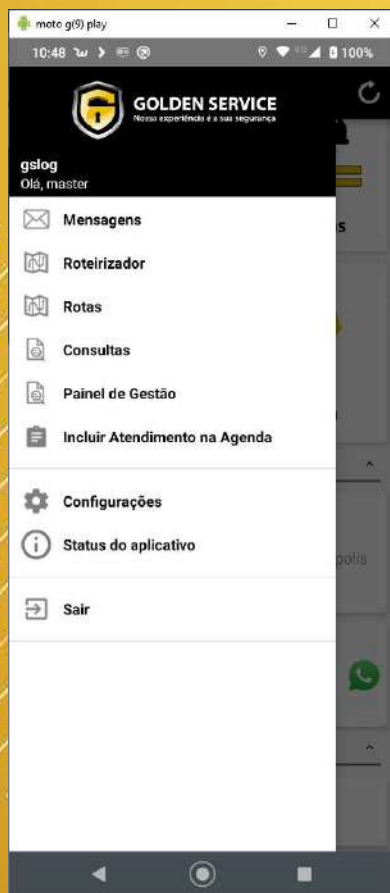 moto g(9) play
10:48
100%
GOLDEN SERVICE
Nossa experiência é a sua segurança
gslog
Olá, master
Mensagens
Roteirizador
Rotas
Consultas
Painel de Gestão
Incluir Atendimento na Agenda
Configurações
Status do aplicativo
Sair
s
polis